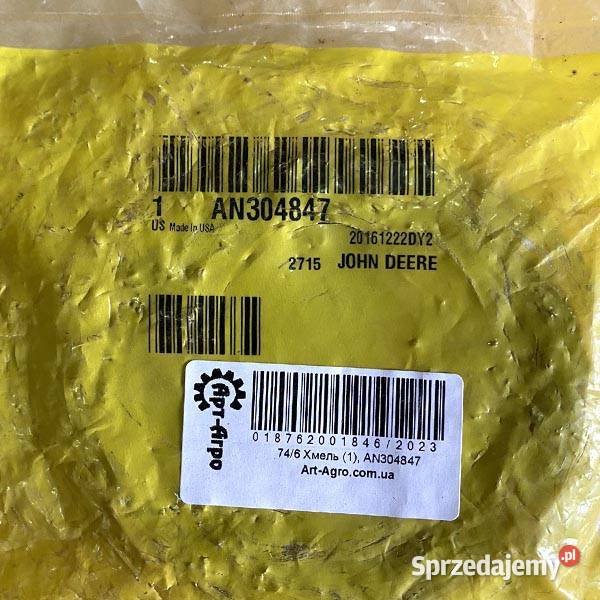 1 AN304847
US Made In USA
20161222DY2
2715 JOHN DEERE
Арт-Агро
018762001846/2023
74/6 Хмель (1), AN304847
Art-Agro.com.ua
Sprzedajemy.pl